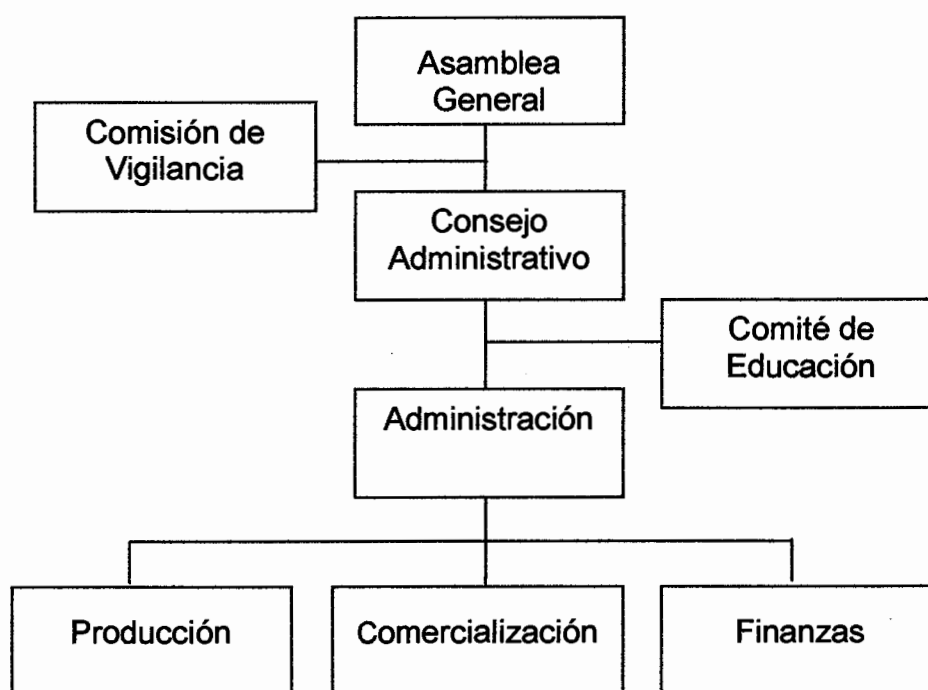 Asamblea
General
Comisión de
Vigilancia
Consejo
Administrativo
Comité de
Educación
Administración
Producción
Comercialización
Finanzas